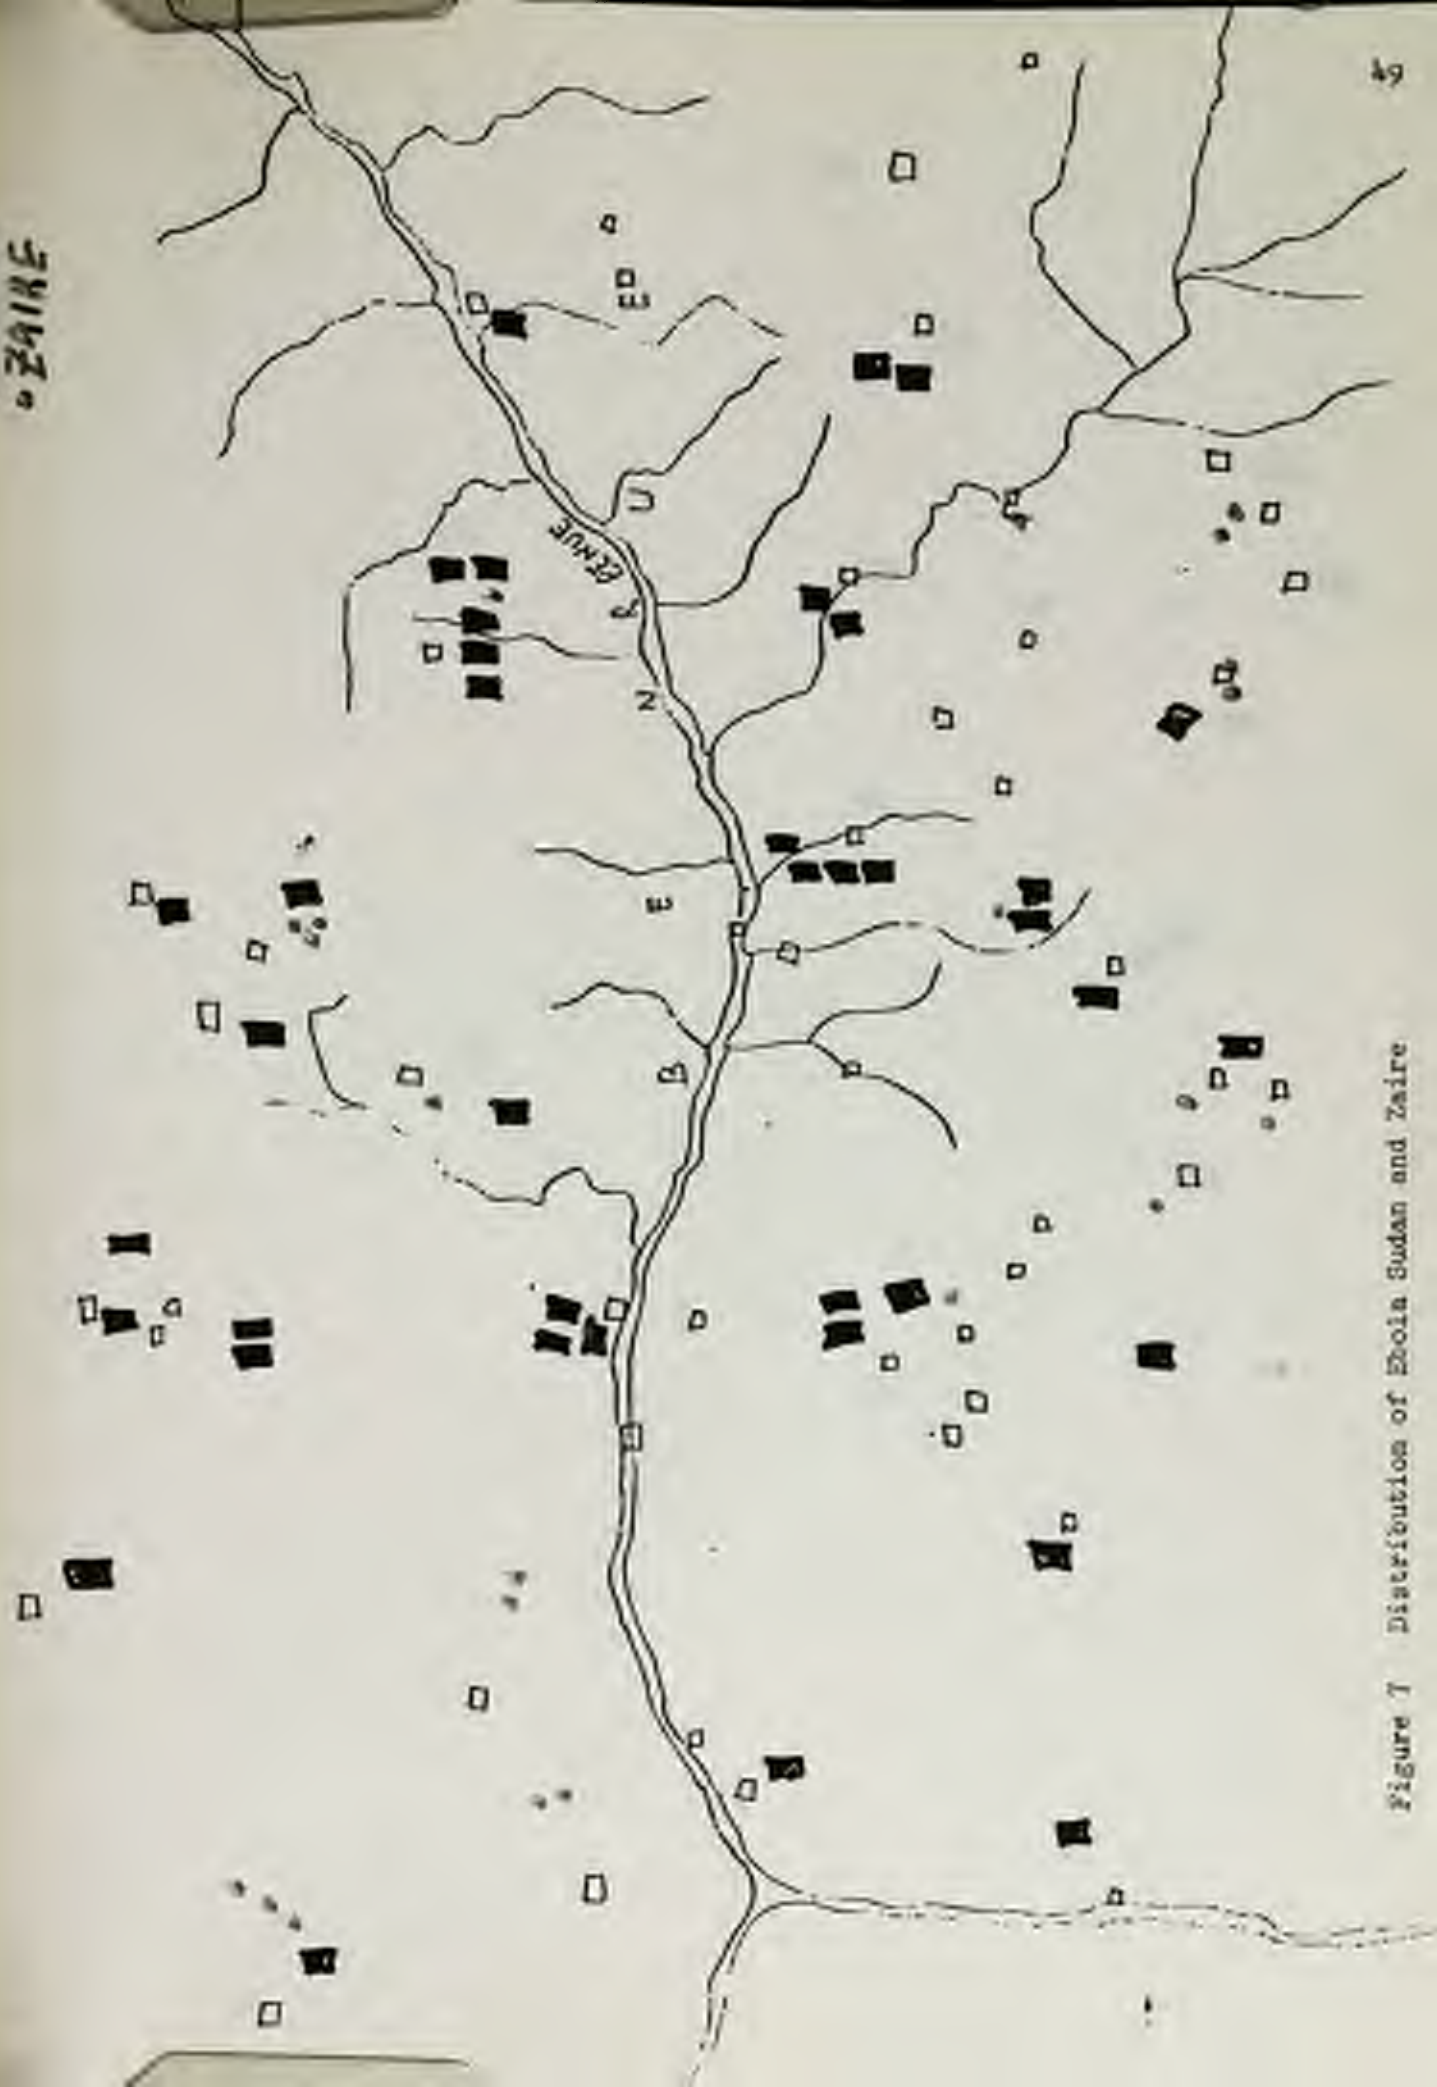 49
"ZAIRE
BENUE
B E N U E
Figure 7 Distribution of Ebola Sudan and Zaire